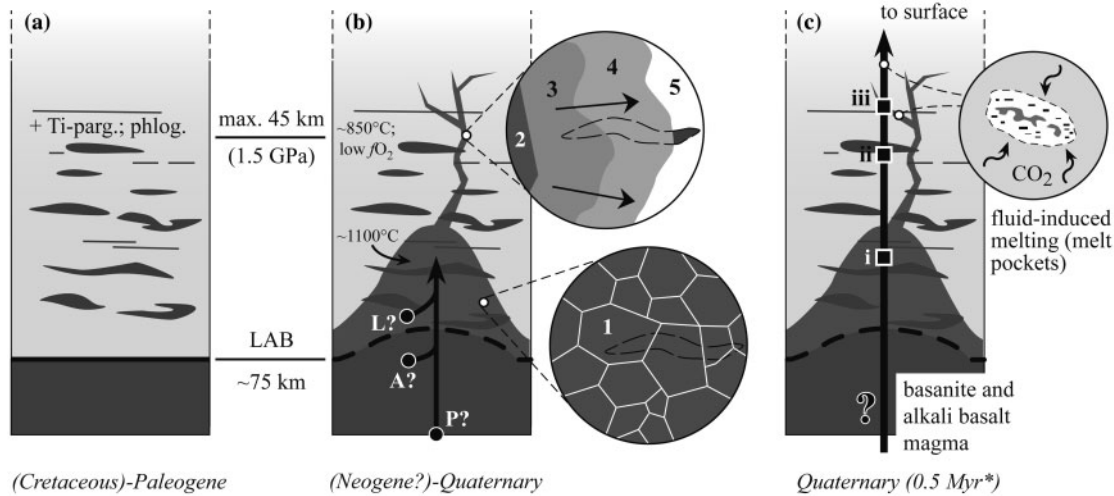 (a)
+ Ti-parg.; phlog.
max. 45 km
(1.5 GPa)
LAB
~75 km
(Cretaceous)-Paleogene
(b)
~850°C;
low fO2
~1100°C
L?
A?
P?
2
3
4
5
1
(Neogene?)-Quaternary
(c)
to surface
iii
ii
i
CO2
fluid-induced
melting (melt
pockets)
?
basanite and
alkali basalt
magma
Quaternary (0.5 Myr*)